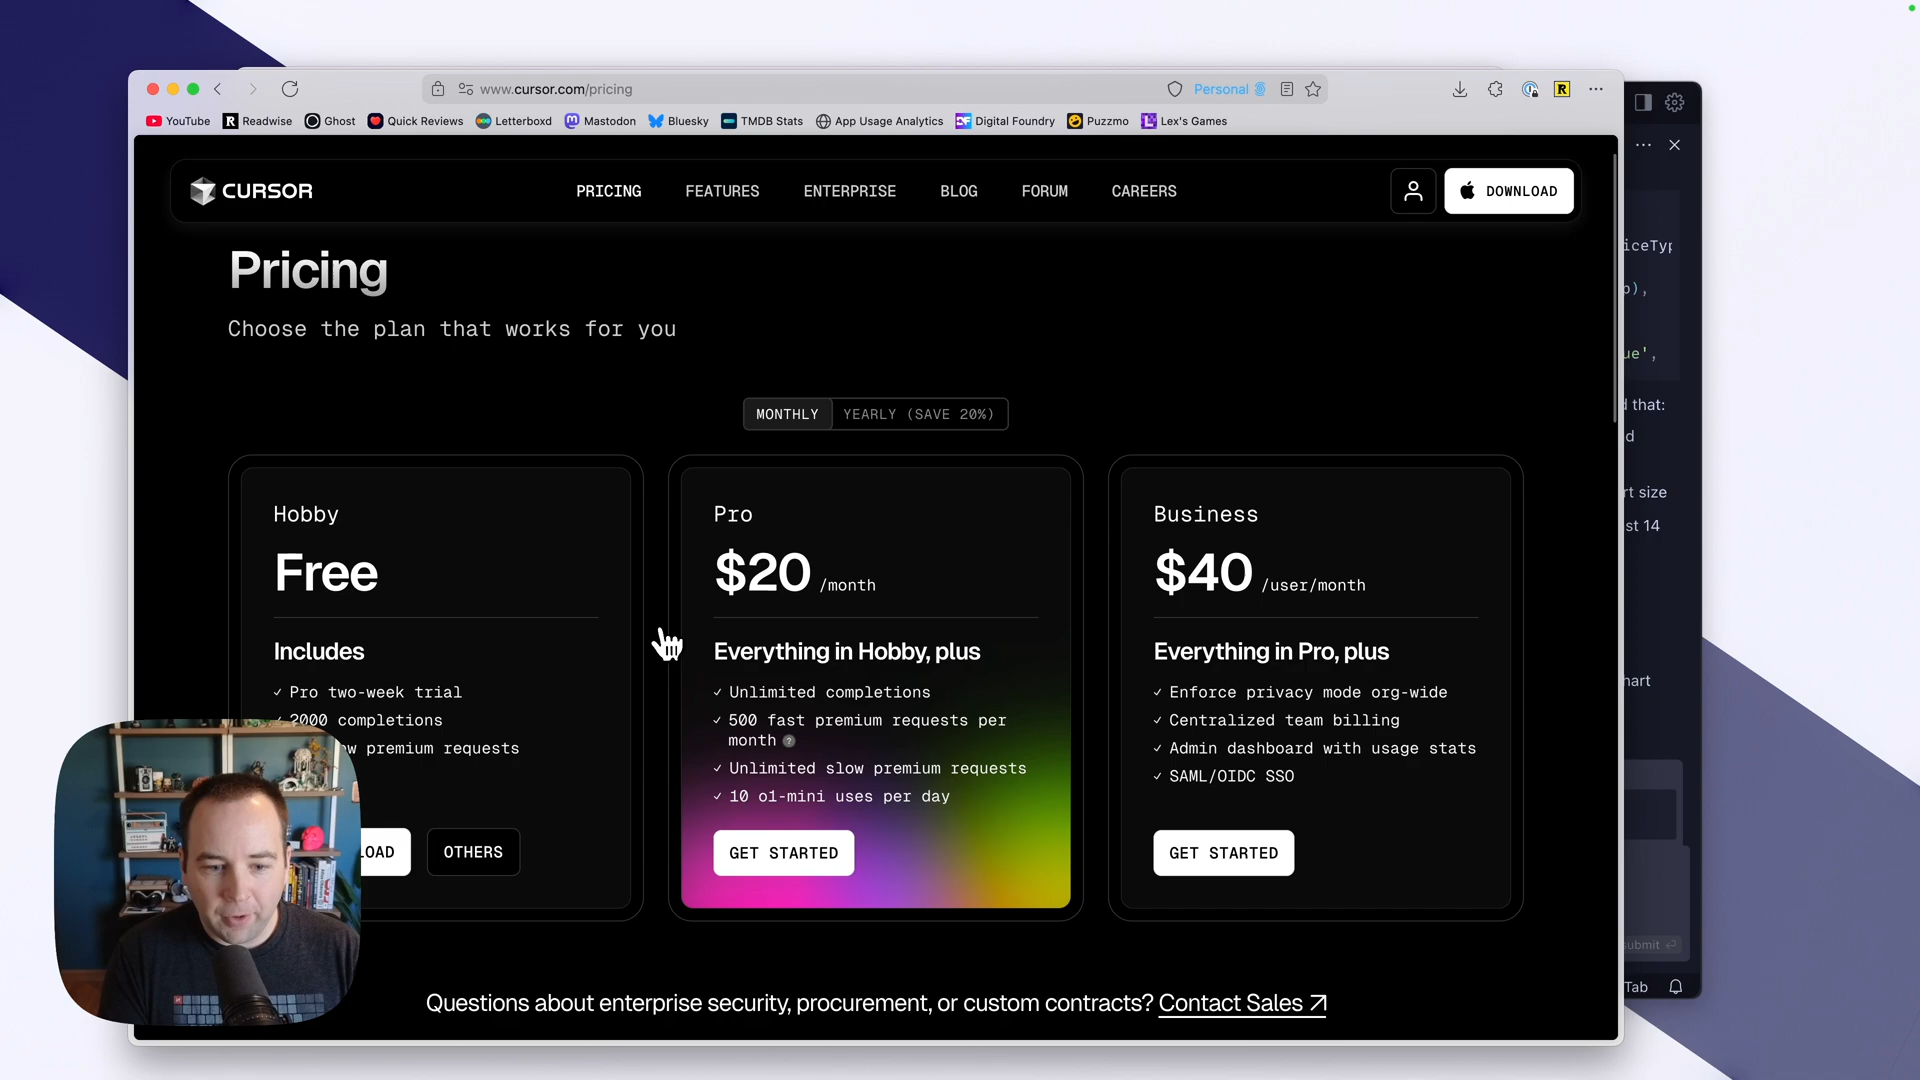 www.cursor.com/pricing
Personal
YouTube
Readwise
Ghost
Quick Reviews
Letterboxd
Mastodon
Bluesky
TMDB Stats
App Usage Analytics
Digital Foundry
Puzzmo
Lex's Games
CURSOR
PRICING
FEATURES
ENTERPRISE
BLOG
FORUM
CAREERS
DOWNLOAD
Pricing
Choose the plan that works for you
MONTHLY
YEARLY (SAVE 20%)
Hobby
Free
Includes
✓ Pro two-week trial
✓ 2000 completions
premium requests
OTHERS
Pro
$20 /month
Everything in Hobby, plus
✓ Unlimited completions
✓ 500 fast premium requests per
month ?
✓ Unlimited slow premium requests
✓ 10 o1-mini uses per day
GET STARTED
Business
$40 /user/month
Everything in Pro, plus
✓ Enforce privacy mode org-wide
✓ Centralized team billing
✓ Admin dashboard with usage stats
✓ SAML/OIDC SSO
GET STARTED
Questions about enterprise security, procurement, or custom contracts? Contact Sales ↗
that:
size
14
submit
Tab